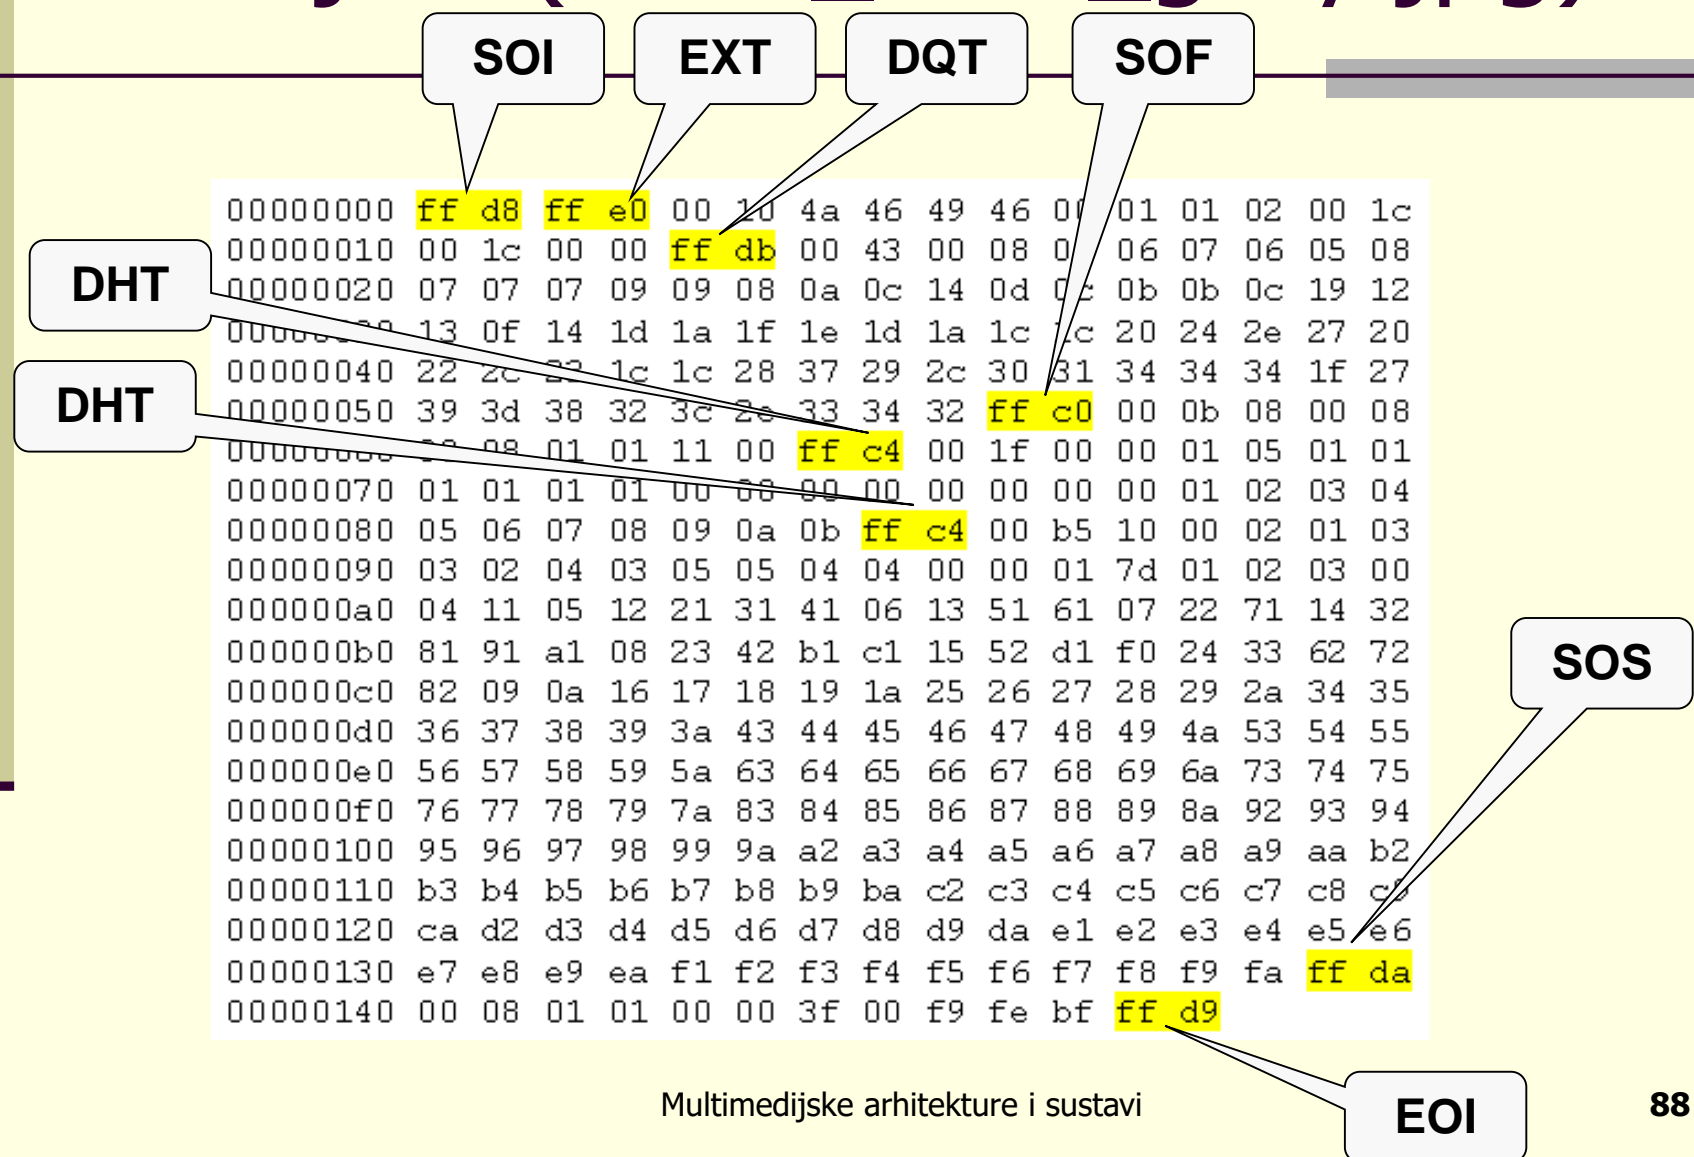 SOI
EXT
DQT
SOF
00000000 ff d8 ff e0 00 10 4a 46 49 46 00 01 01 02 00 1c
00000010 00 1c 00 00 ff db 00 43 00 08 06 07 06 05 08
DHT
00000020 07 07 07 09 09 08 0a 0c 14 0d 0c 0b 0b 0c 19 12
00000030 13 0f 14 1d 1a 1f 1e 1d 1a 1c 1c 20 24 2e 27 20
00000040 22 2c 23 1c 1c 28 37 29 2c 30 31 34 34 34 1f 27
DHT
00000050 39 3d 38 32 3c 2e 33 34 32 ff c0 00 0b 08 00 08
00000060 00 08 01 01 11 00 ff c4 00 1f 00 00 01 05 01 01
00000070 01 01 01 01 00 00 00 00 00 00 00 00 01 02 03 04
00000080 05 06 07 08 09 0a 0b ff c4 00 b5 10 00 02 01 03
00000090 03 02 04 03 05 05 04 04 00 00 01 7d 01 02 03 00
000000a0 04 11 05 12 21 31 41 06 13 51 61 07 22 71 14 32
000000b0 81 91 a1 08 23 42 b1 c1 15 52 d1 f0 24 33 62 72
SOS
000000c0 82 09 0a 16 17 18 19 1a 25 26 27 28 29 2a 34 35
000000d0 36 37 38 39 3a 43 44 45 46 47 48 49 4a 53 54 55
000000e0 56 57 58 59 5a 63 64 65 66 67 68 69 6a 73 74 75
000000f0 76 77 78 79 7a 83 84 85 86 87 88 89 8a 92 93 94
00000100 95 96 97 98 99 9a a2 a3 a4 a5 a6 a7 a8 a9 aa b2
00000110 b3 b4 b5 b6 b7 b8 b9 ba c2 c3 c4 c5 c6 c7 c8 c9
00000120 ca d2 d3 d4 d5 d6 d7 d8 d9 da e1 e2 e3 e4 e5 e6
00000130 e7 e8 e9 ea f1 f2 f3 f4 f5 f6 f7 f8 f9 fa ff da
00000140 00 08 01 01 00 00 3f 00 f9 fe bf ff d9
EOI
Multimedijske arhitekture i sustavi
88